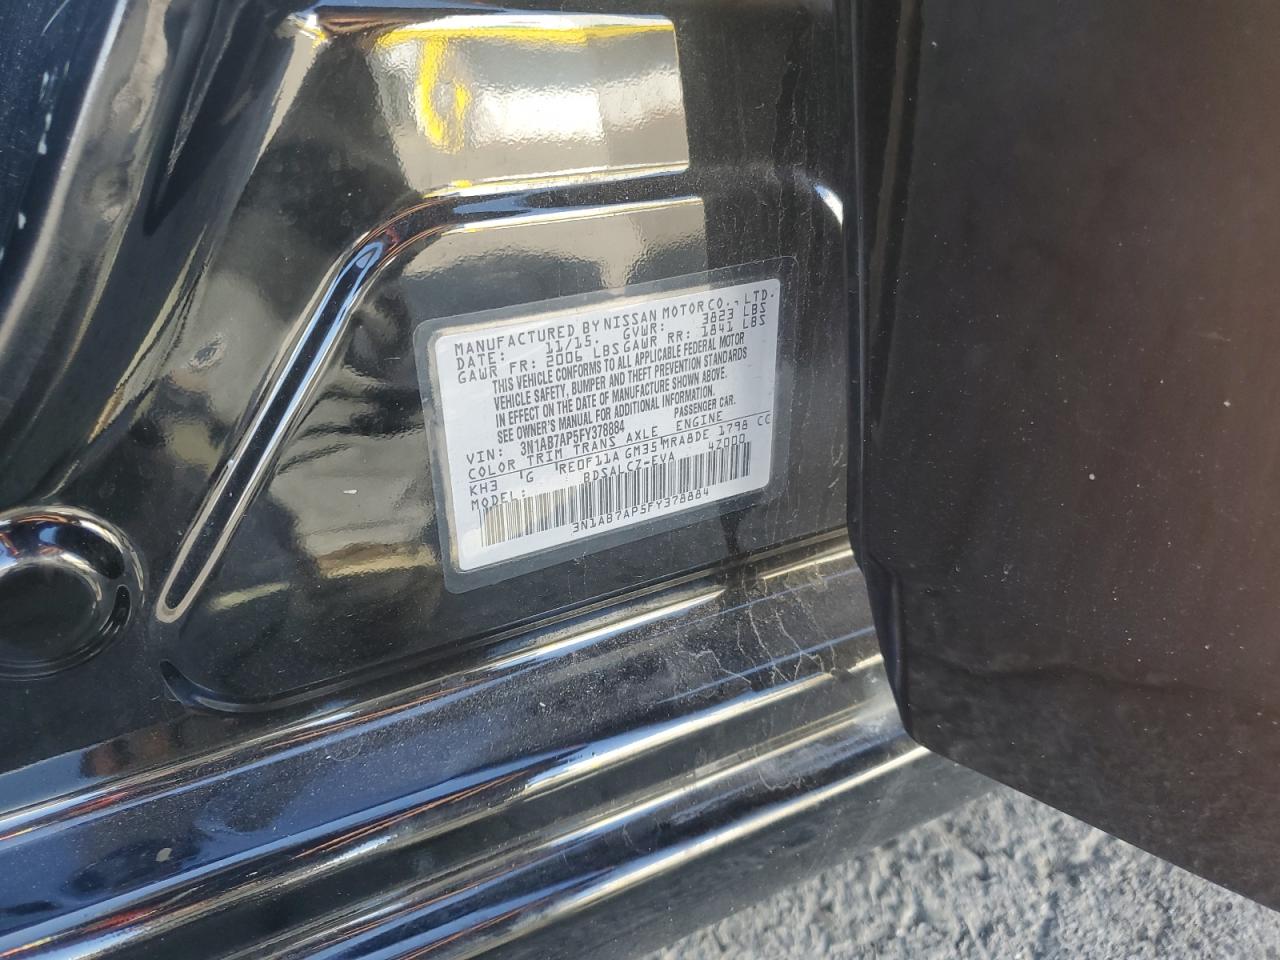 MANUFACTURED BY NISSAN MOTOR CO., LTD.
DATE: 11/15. GVWR: 3823 LBS
GAWR FR: 2006 LBS GAWR RR: 1841 LBS
THIS VEHICLE CONFORMS TO ALL APPLICABLE FEDERAL MOTOR
VEHICLE SAFETY, BUMPER AND THEFT PREVENTION STANDARDS
IN EFFECT ON THE DATE OF MANUFACTURE SHOWN ABOVE.
SEE OWNER'S MANUAL FOR ADDITIONAL INFORMATION.
VIN: 3N1AB7AP5FY378884 PASSENGER CAR.
COLOR TRIM TRANS AXLE ENGINE
KH3 G RE0F11A GM35 MRA8DE 1798 CC
MODEL: BDSALCZ-EVA 4Z000
3N1AB7AP5FY378884